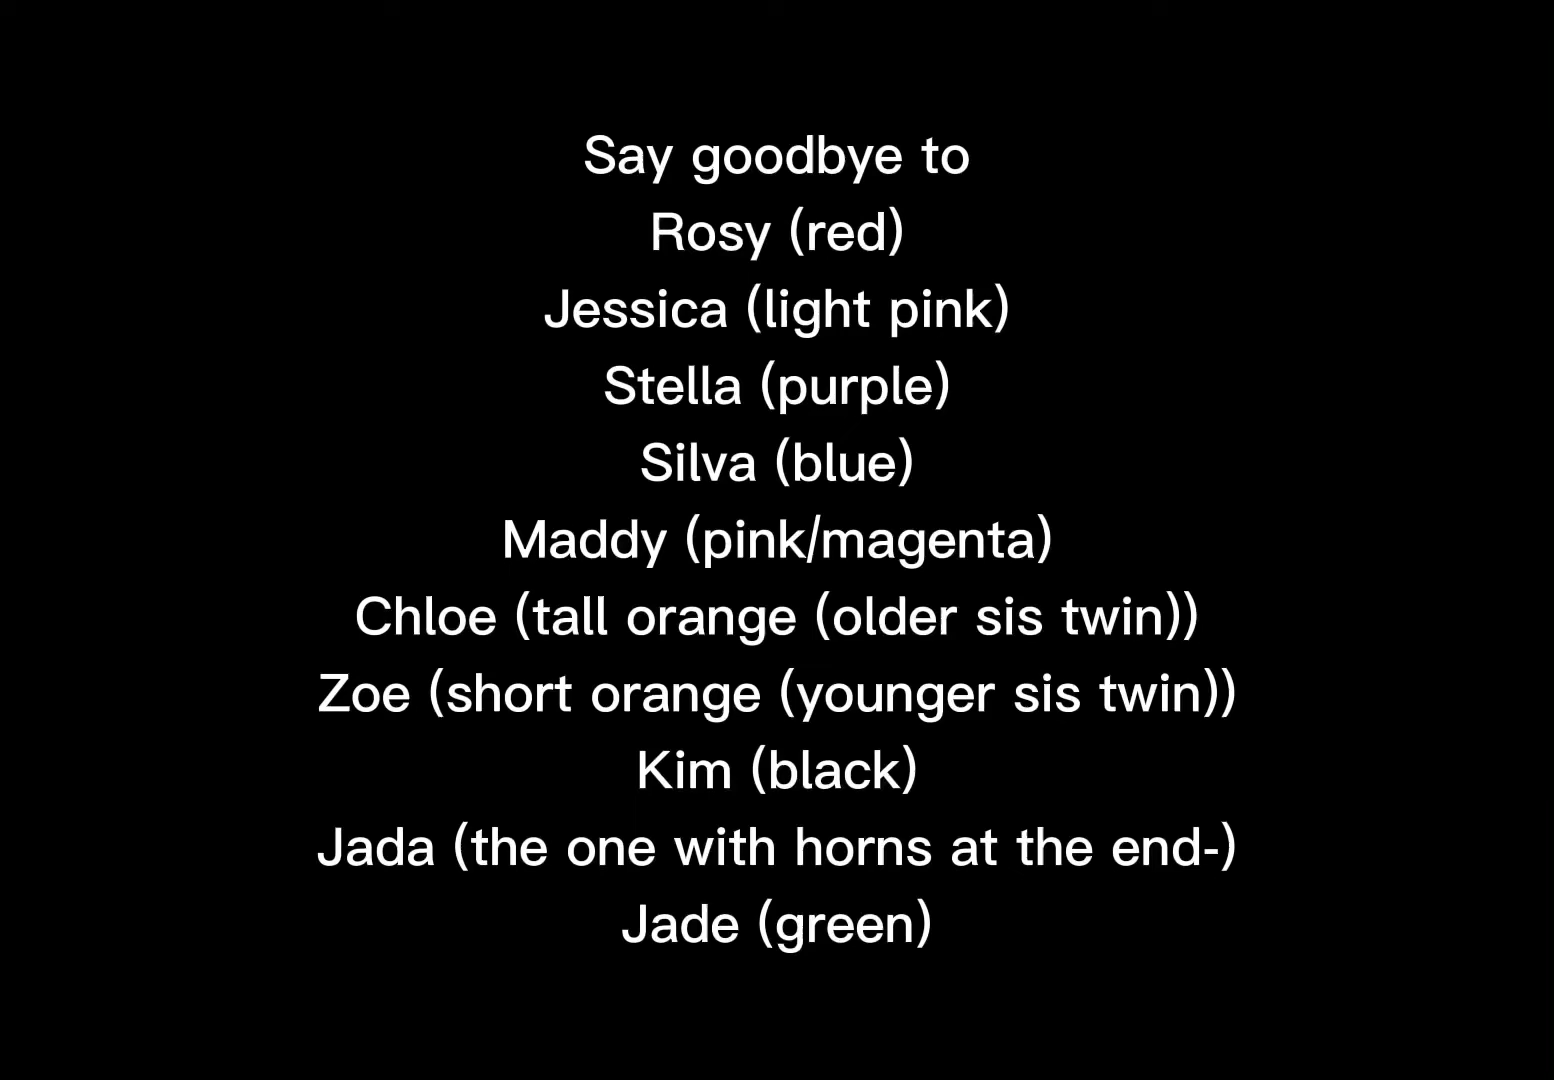 Say goodbye to
Rosy (red)
Jessica (light pink)
Stella (purple)
Silva (blue)
Maddy (pink/magenta)
Chloe (tall orange (older sis twin))
Zoe (short orange (younger sis twin))
Kim (black)
Jada (the one with horns at the end-)
Jade (green)